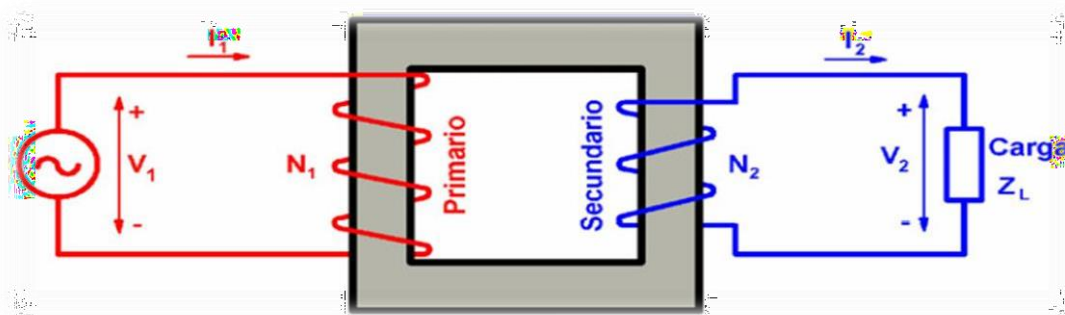 I1
I2
+
V1
-
N1
Primario
Secundario
N2
+
V2
-
Carga
ZL